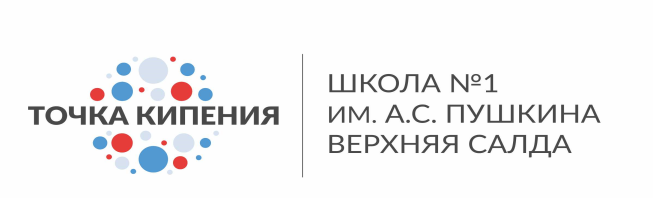 ТОЧКА КИПЕНИЯ
ШКОЛА №1
ИМ. А.С. ПУШКИНА
ВЕРХНЯЯ САЛДА